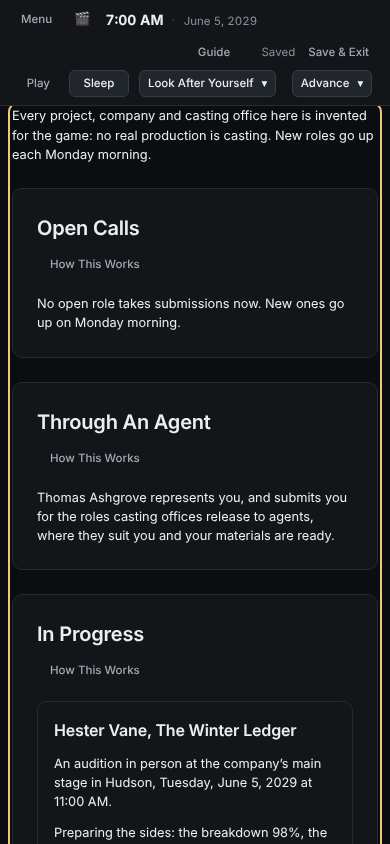 Menu 🎬 7:00 AM · June 5, 2029
Guide Saved Save & Exit
Play Sleep Look After Yourself ▾ Advance ▾
Every project, company and casting office here is invented
for the game: no real production is casting. New roles go up
each Monday morning.
Open Calls
How This Works
No open role takes submissions now. New ones go
up on Monday morning.
Through An Agent
How This Works
Thomas Ashgrove represents you, and submits you
for the roles casting offices release to agents,
where they suit you and your materials are ready.
In Progress
How This Works
Hester Vane, The Winter Ledger
An audition in person at the company's main
stage in Hudson, Tuesday, June 5, 2029 at
11:00 AM.
Preparing the sides: the breakdown 98%, the